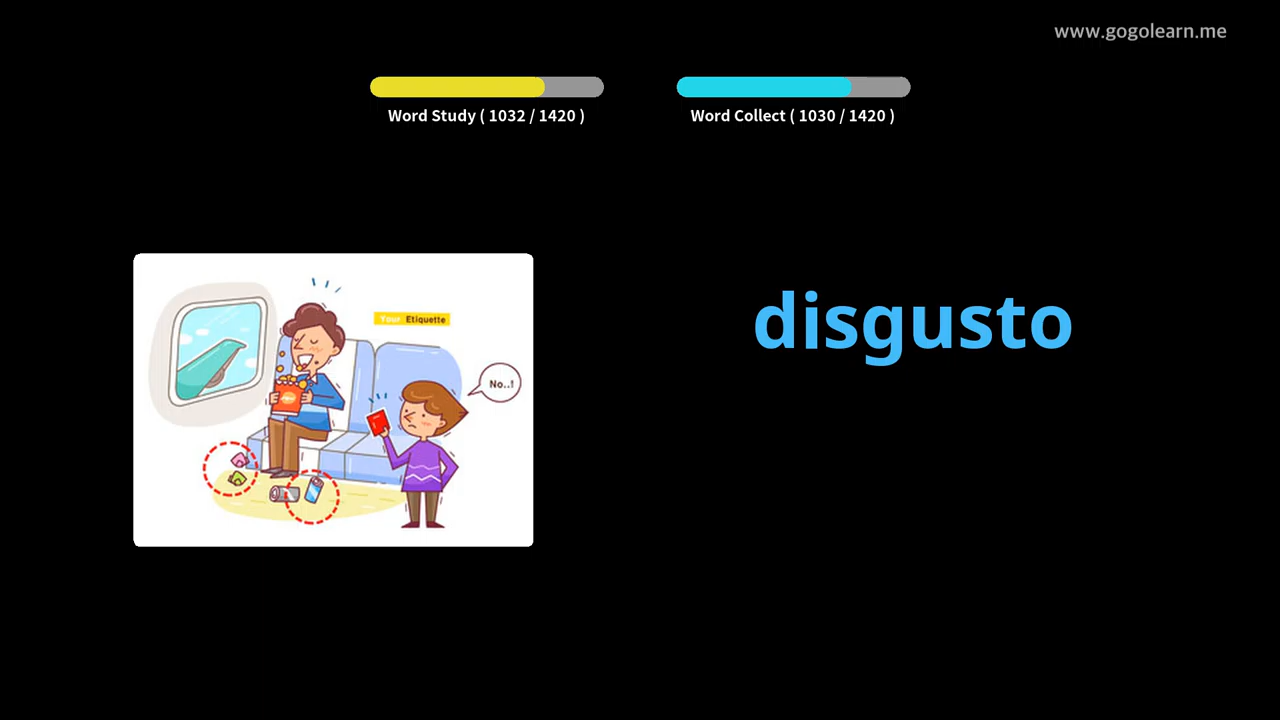 www.gogolearn.me
Word Study ( 1032 / 1420 )
Word Collect ( 1030 / 1420 )
Your Etiquette
No..!
disgusto